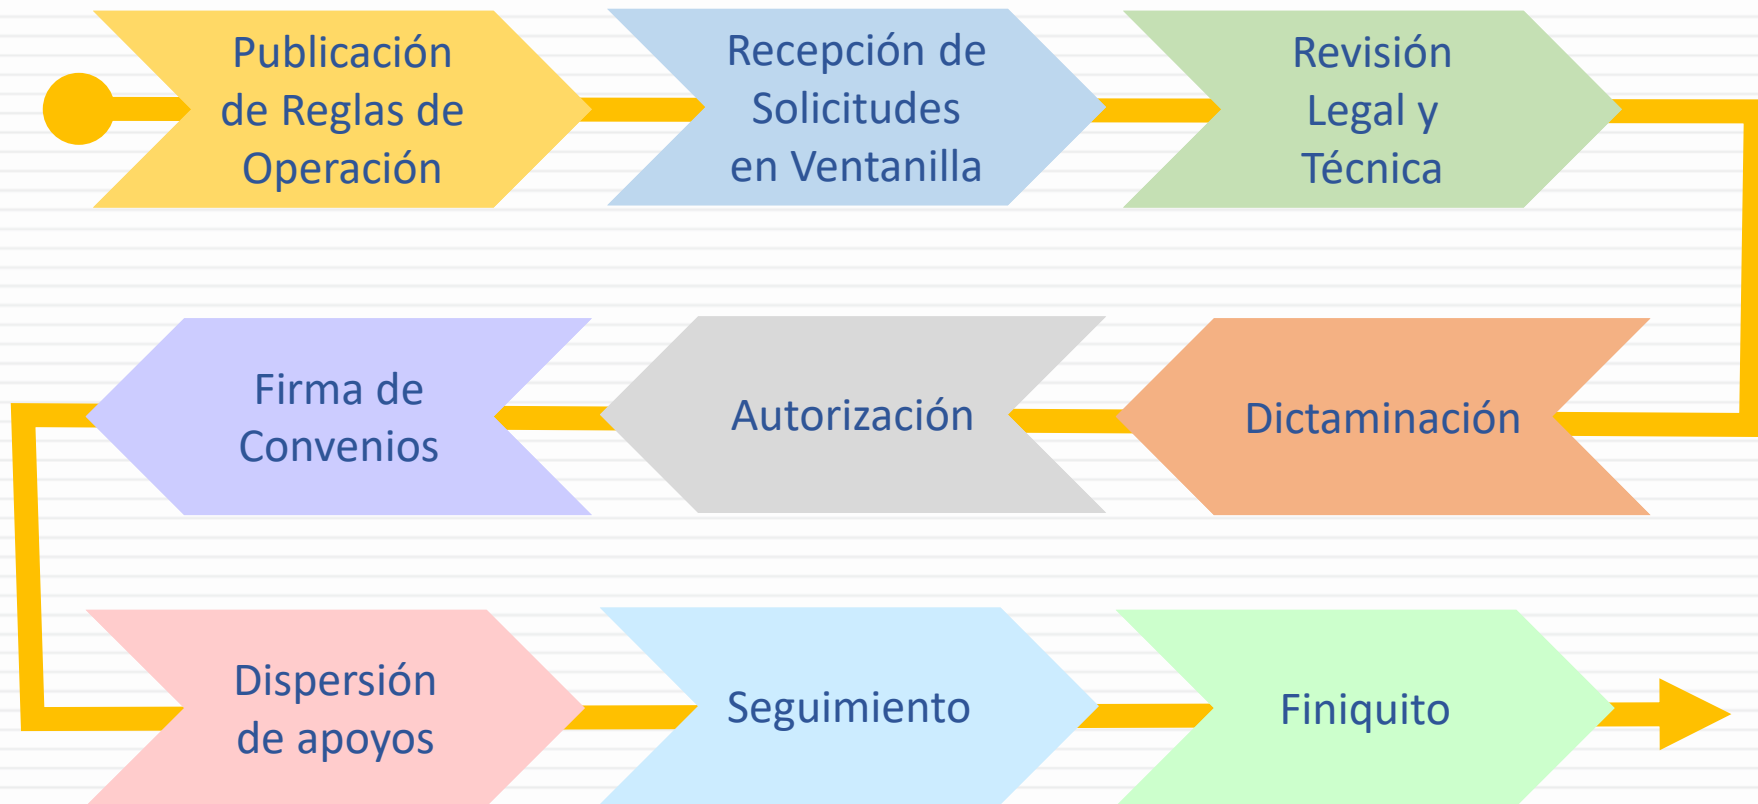 Publicación
de Reglas de
Operación
Recepción de
Solicitudes
en Ventanilla
Revisión
Legal y
Técnica
Dictaminación
Autorización
Firma de
Convenios
Dispersión
de apoyos
Seguimiento
Finiquito